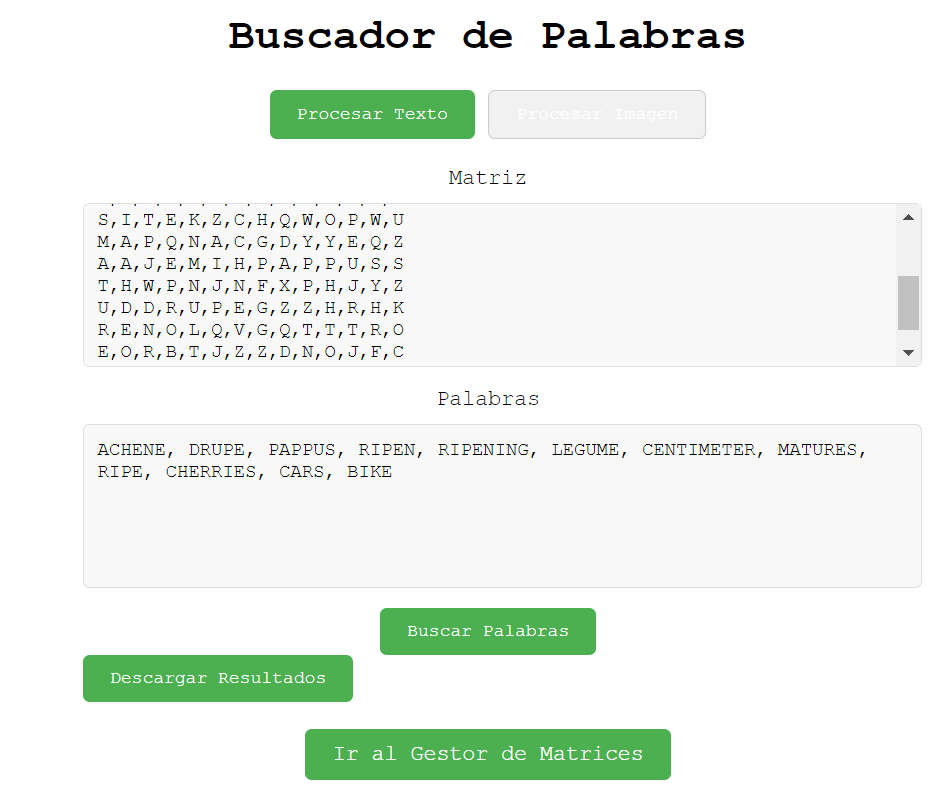 Buscador de Palabras
Procesar Texto
Procesar Imagen
Matriz
S,I,T,E,K,Z,C,H,Q,W,O,P,W,U
M,A,P,Q,N,A,C,G,D,Y,Y,E,Q,Z
A,A,J,E,M,I,H,P,A,P,P,U,S,S
T,H,W,P,N,J,N,F,X,P,H,J,Y,Z
U,D,D,R,U,P,E,G,Z,Z,H,R,H,K
R,E,N,O,L,Q,V,G,Q,T,T,T,R,O
E,O,R,B,T,J,Z,Z,D,N,O,J,F,C
Palabras
ACHENE, DRUPE, PAPPUS, RIPEN, RIPENING, LEGUME, CENTIMETER, MATURES,
RIPE, CHERRIES, CARS, BIKE
Buscar Palabras
Descargar Resultados
Ir al Gestor de Matrices